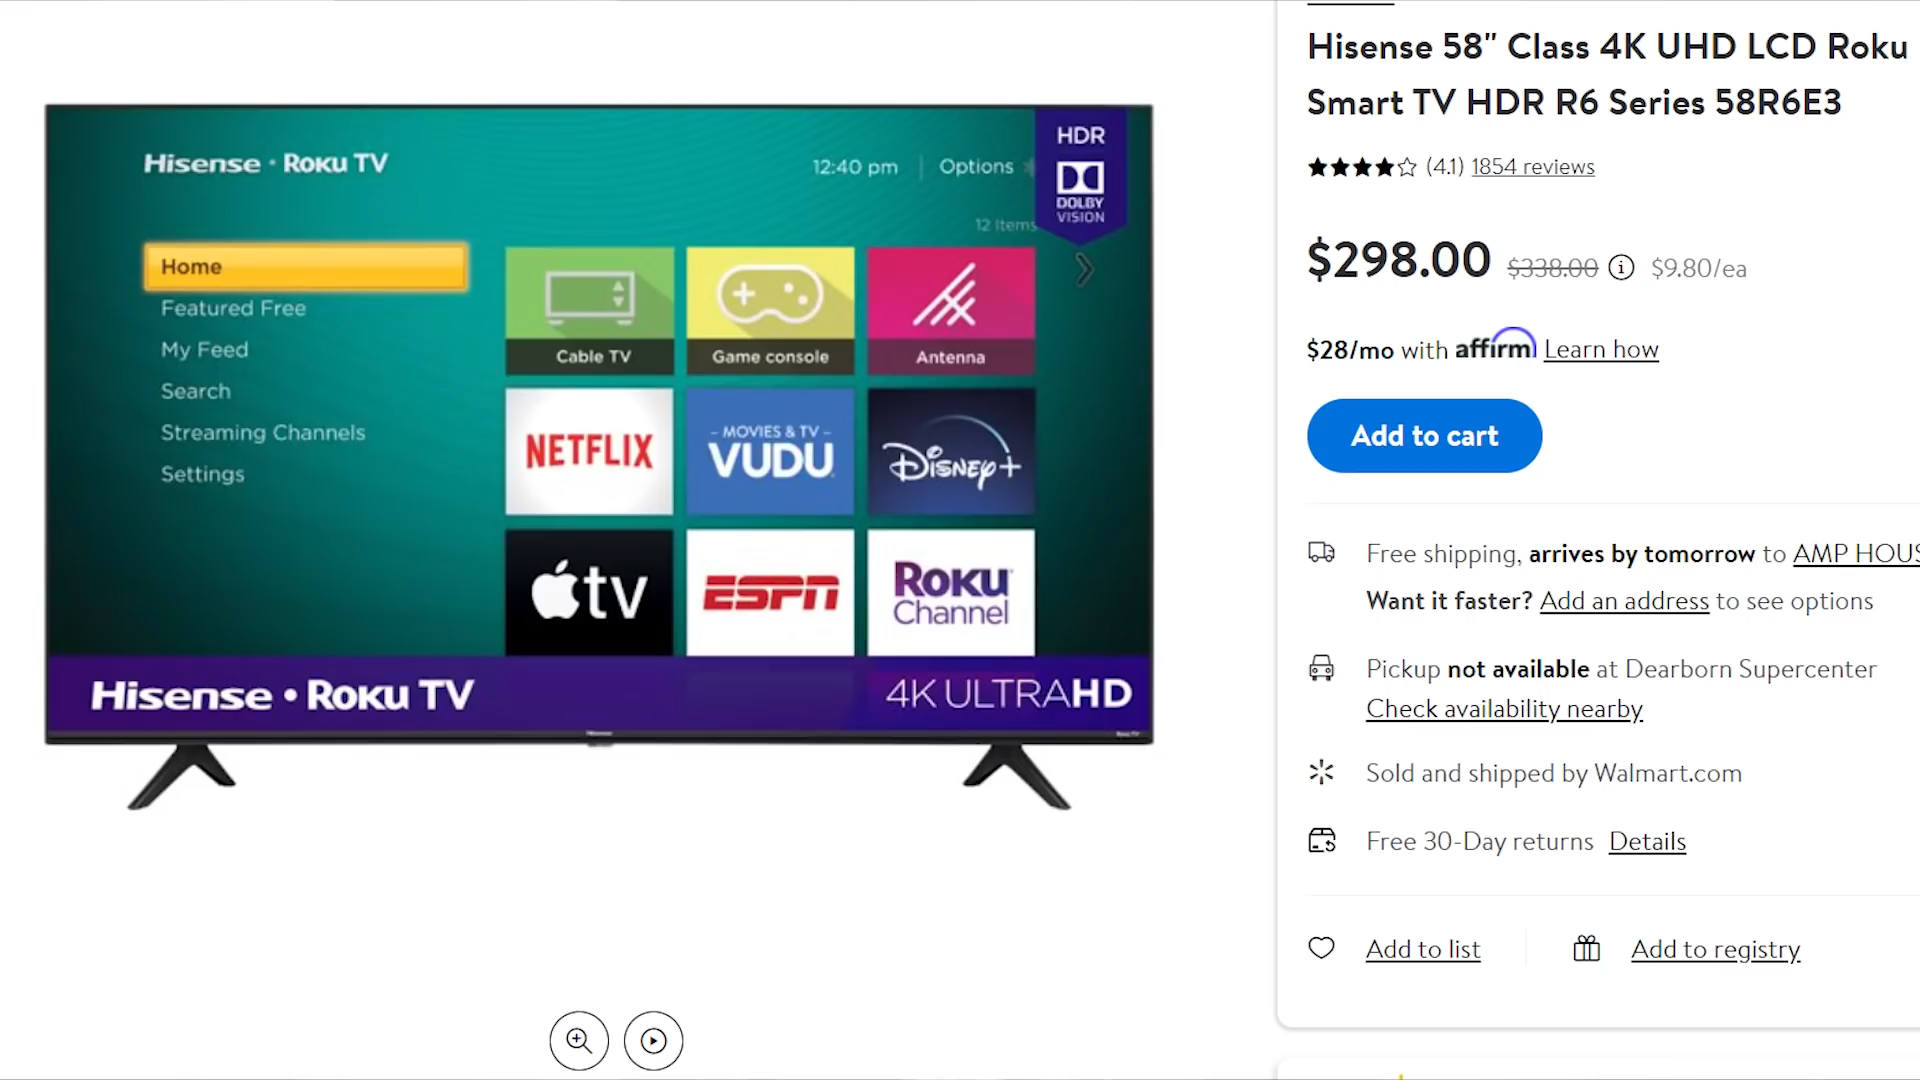 Hisense • Roku TV
12:40 pm
Options
HDR
DOLBY
VISION
12 Items
Home
Featured Free
My Feed
Search
Streaming Channels
Settings
Cable TV
Game console
Antenna
NETFLIX
- MOVIES & TV -
VUDU
Disney+
tv
ESPN
Roku
Channel
Hisense • Roku TV
4K ULTRAHD
Hisense 58" Class 4K UHD LCD Roku
Smart TV HDR R6 Series 58R6E3
(4.1) 1854 reviews
$298.00 $338.00 $9.80/ea
$28/mo with affirm Learn how
Add to cart
Free shipping, arrives by tomorrow to AMP HOUS
Want it faster? Add an address to see options
Pickup not available at Dearborn Supercenter
Check availability nearby
Sold and shipped by Walmart.com
Free 30-Day returns Details
Add to list
Add to registry